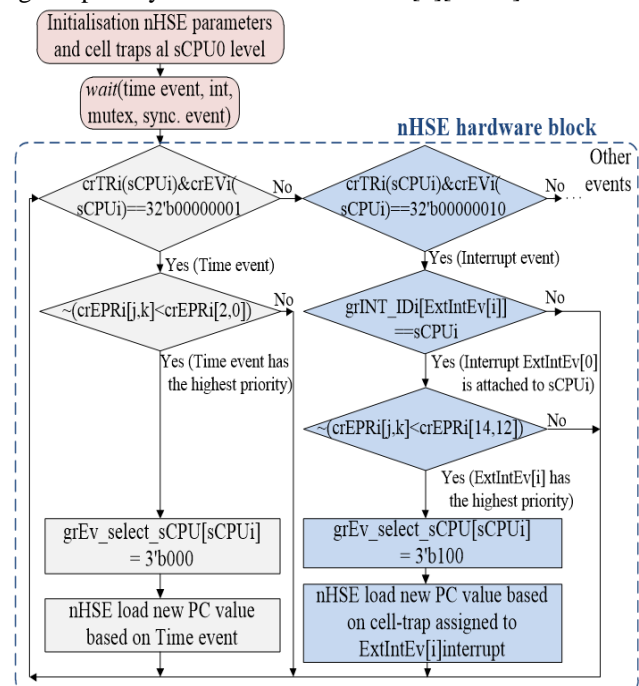 Initialisation nHSE parameters
and cell traps al sCPU0 level
wait(time event, int,
mutex, sync. event)
nHSE hardware block
crTRi(sCPUi)&crEVi(
sCPUi)==32'b00000001
No
crTRi(sCPUi)&crEVi(
sCPUi)==32'b00000010
No
Other
events
Yes (Time event)
Yes (Interrupt event)
~(crEPRi[j,k]<crEPRi[2,0])
No
grINT_IDi[ExtIntEv[i]]
==sCPUi
No
Yes (Time event has
the highest priority)
Yes (Interrupt ExtIntEv[0]
is attached to sCPUi)
~(crEPRi[j,k]<crEPRi[14,12])
No
Yes (ExtIntEv[i] has
the highest priority)
grEv_select_sCPU[sCPUi]
= 3'b000
grEv_select_sCPU[sCPUi]
= 3'b100
nHSE load new PC value
based on Time event
nHSE load new PC value based
on cell-trap assigned to
ExtIntEv[i]interrupt